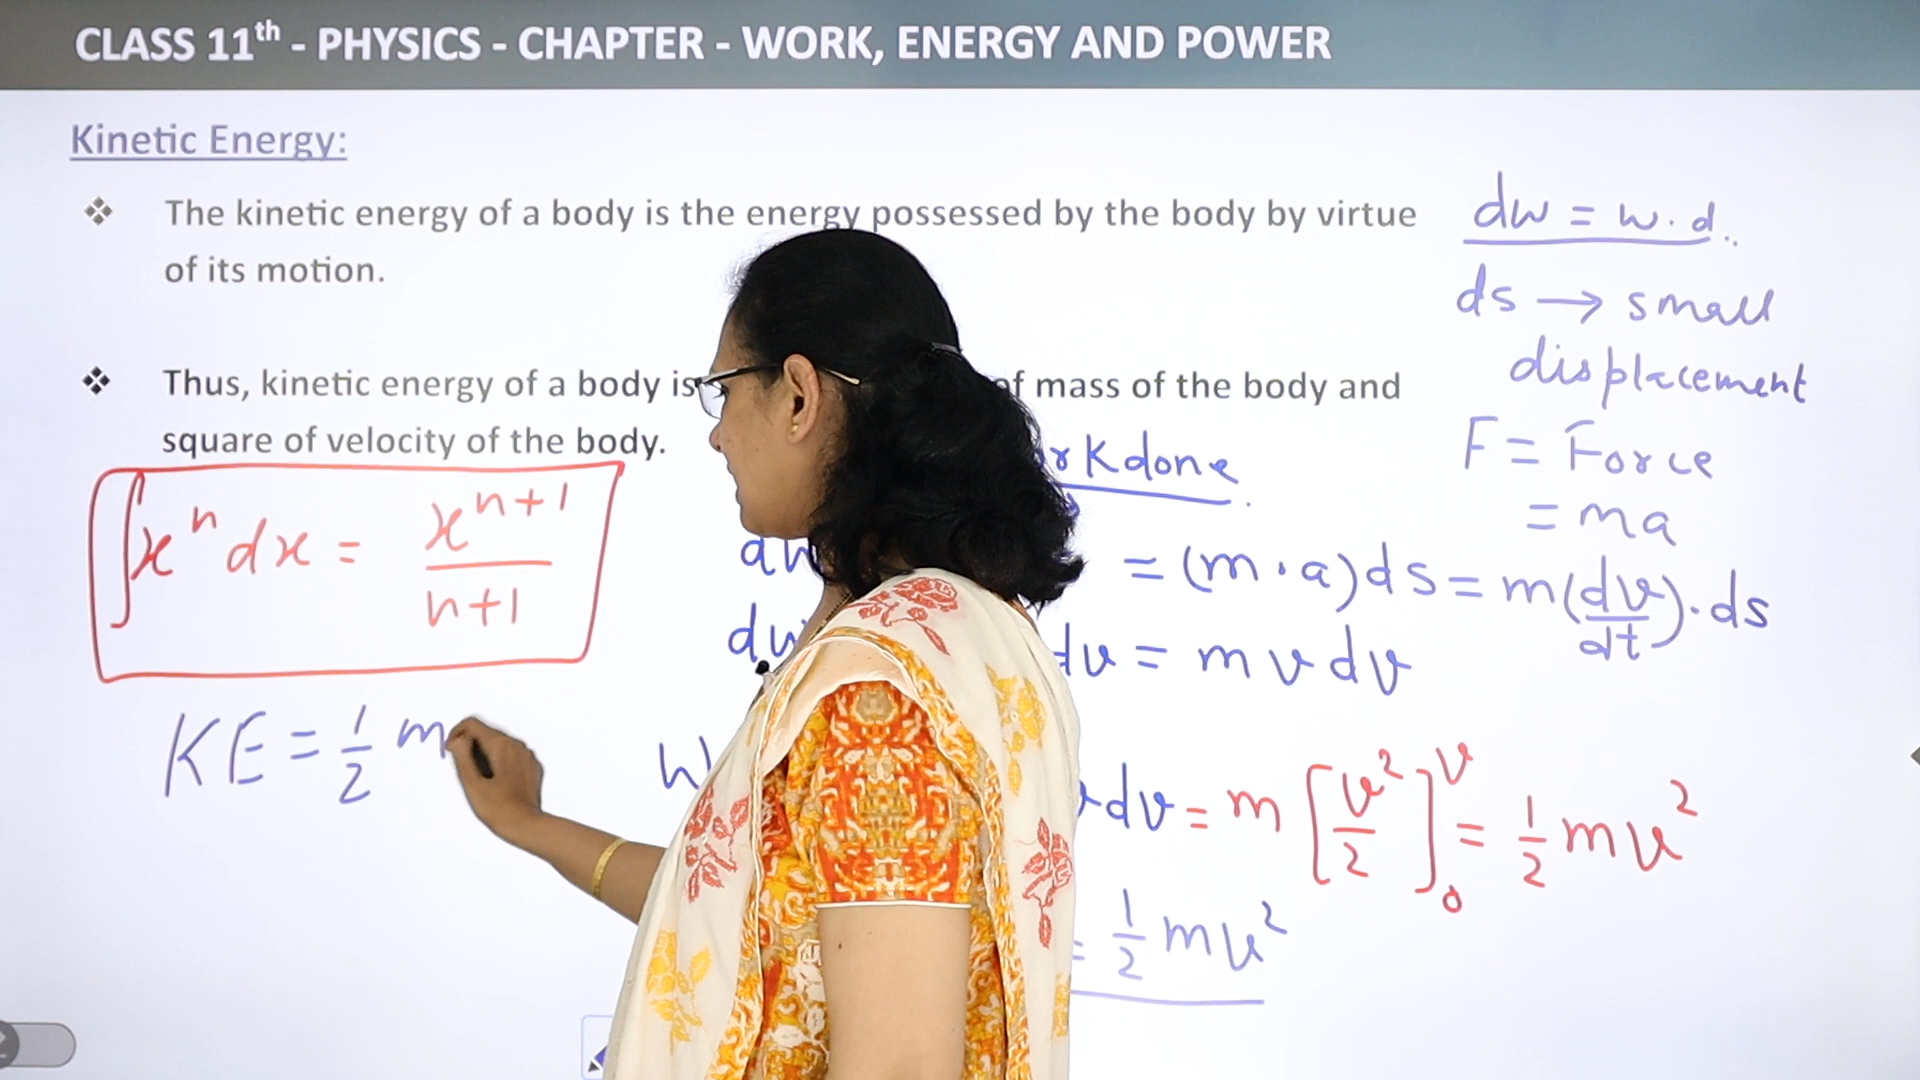 CLASS 11th - PHYSICS - CHAPTER - WORK, ENERGY AND POWER
Kinetic Energy:
❖ The kinetic energy of a body is the energy possessed by the body by virtue
of its motion.
❖ Thus, kinetic energy of a body is of mass of the body and
square of velocity of the body.
∫x^n dx = x^(n+1) / (n+1)
KE = 1/2 m
dw = w.d..
ds → small
displacement
F = Force
= ma
rkdone.
= (m.a)ds = m(dv/dt).ds
dv = mvdv
dv = m[v²/2]₀^v = 1/2 mv²
= 1/2 mv²